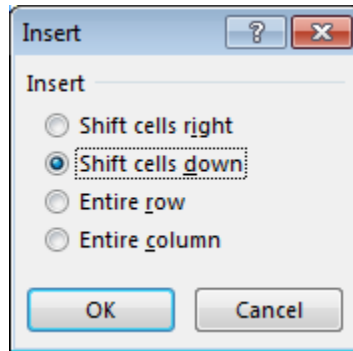 Insert
Insert
Shift cells right
Shift cells down
Entire row
Entire column
OK Cancel